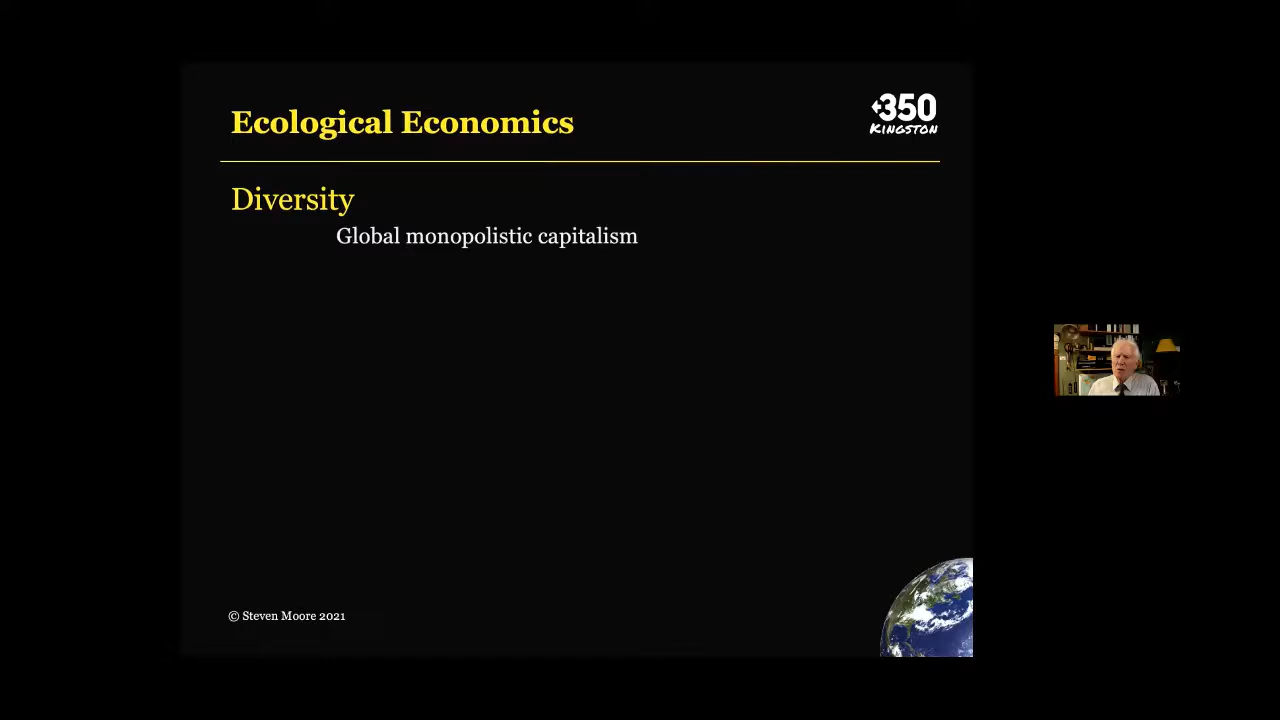 Ecological Economics
350
KINGSTON
Diversity
Global monopolistic capitalism
© Steven Moore 2021